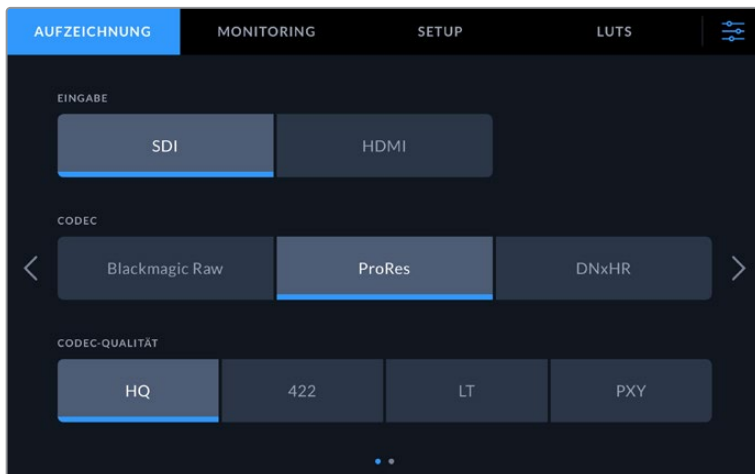 AUFZEICHNUNG MONITORING SETUP LUTS
EINGABE
SDI HDMI
CODEC
Blackmagic Raw ProRes DNxHR
CODEC-QUALITÄT
HQ 422 LT PXY